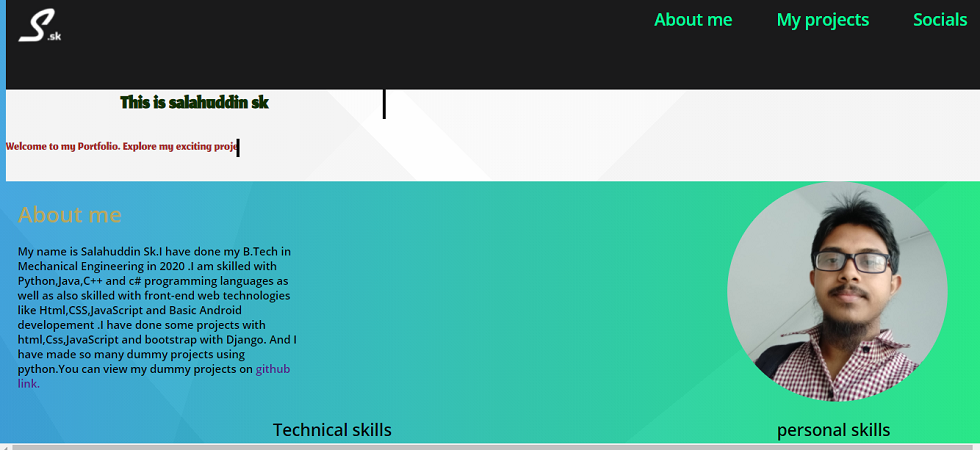 S.sk
About me My projects Socials
This is salahuddin sk
Welcome to my Portfolio. Explore my exciting proje
About me
My name is Salahuddin Sk.I have done my B.Tech in
Mechanical Engineering in 2020 .I am skilled with
Python,Java,C++ and c# programming languages as
well as also skilled with front-end web technologies
like Html,CSS,JavaScript and Basic Android
developement .I have done some projects with
html,Css,JavaScript and bootstrap with Django. And I
have made so many dummy projects using
python.You can view my dummy projects on github
link.
Technical skills personal skills